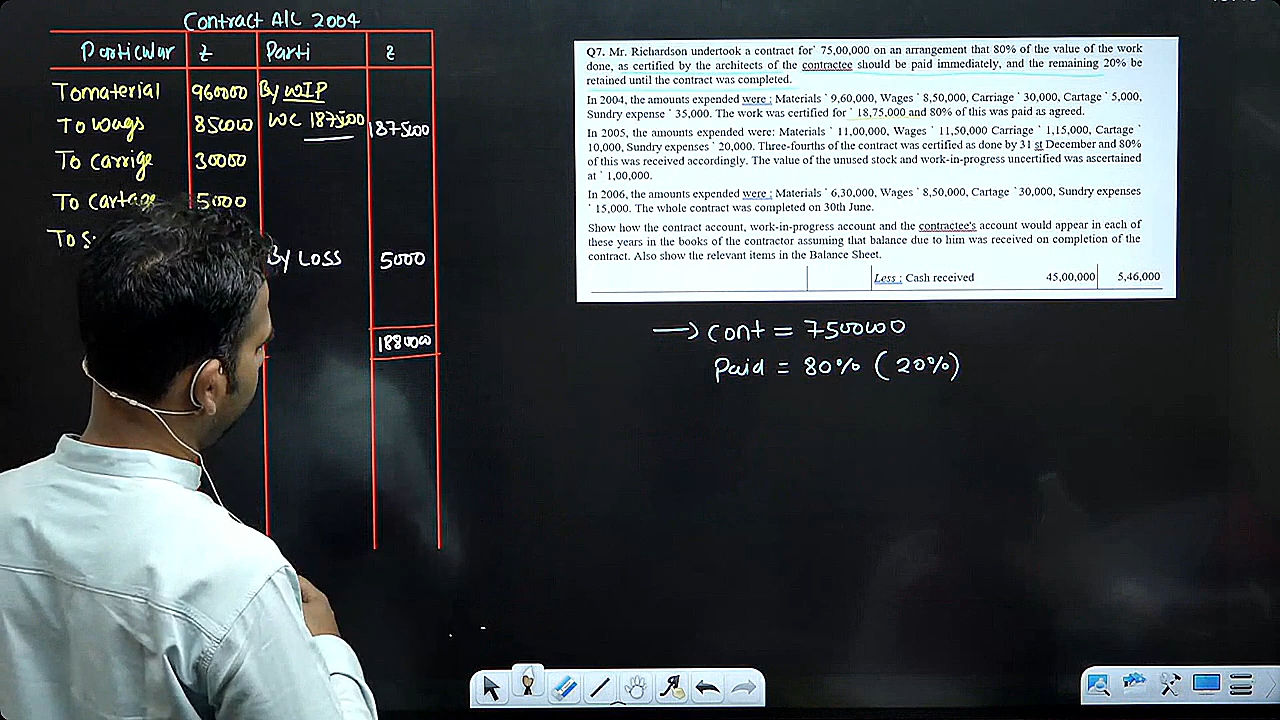 Contract A/C 2004
Particular ₹ Parti ₹
To material 960000 By WIP
To wags 850000 WC 1875000 1875000
To carrige 30000
To cartage 5000
To s
By Loss 5000
1880000
Q7. Mr. Richardson undertook a contract for` 75,00,000 on an arrangement that 80% of the value of the work
done, as certified by the architects of the contractee should be paid immediately, and the remaining 20% be
retained until the contract was completed.
In 2004, the amounts expended were : Materials ` 9,60,000, Wages ` 8,50,000, Carriage ` 30,000, Cartage ` 5,000,
Sundry expense ` 35,000. The work was certified for ` 18,75,000 and 80% of this was paid as agreed.
In 2005, the amounts expended were: Materials ` 11,00,000, Wages ` 11,50,000 Carriage ` 1,15,000, Cartage `
10,000, Sundry expenses ` 20,000. Three-fourths of the contract was certified as done by 31 st December and 80%
of this was received accordingly. The value of the unused stock and work-in-progress uncertified was ascertained
at ` 1,00,000.
In 2006, the amounts expended were : Materials ` 6,30,000, Wages ` 8,50,000, Cartage `30,000, Sundry expenses
` 15,000. The whole contract was completed on 30th June.
Show how the contract account, work-in-progress account and the contractee's account would appear in each of
these years in the books of the contractor assuming that balance due to him was received on completion of the
contract. Also show the relevant items in the Balance Sheet.
Less : Cash received 45,00,000 5,46,000
→ cont = 7500000
Paid = 80% (20%)